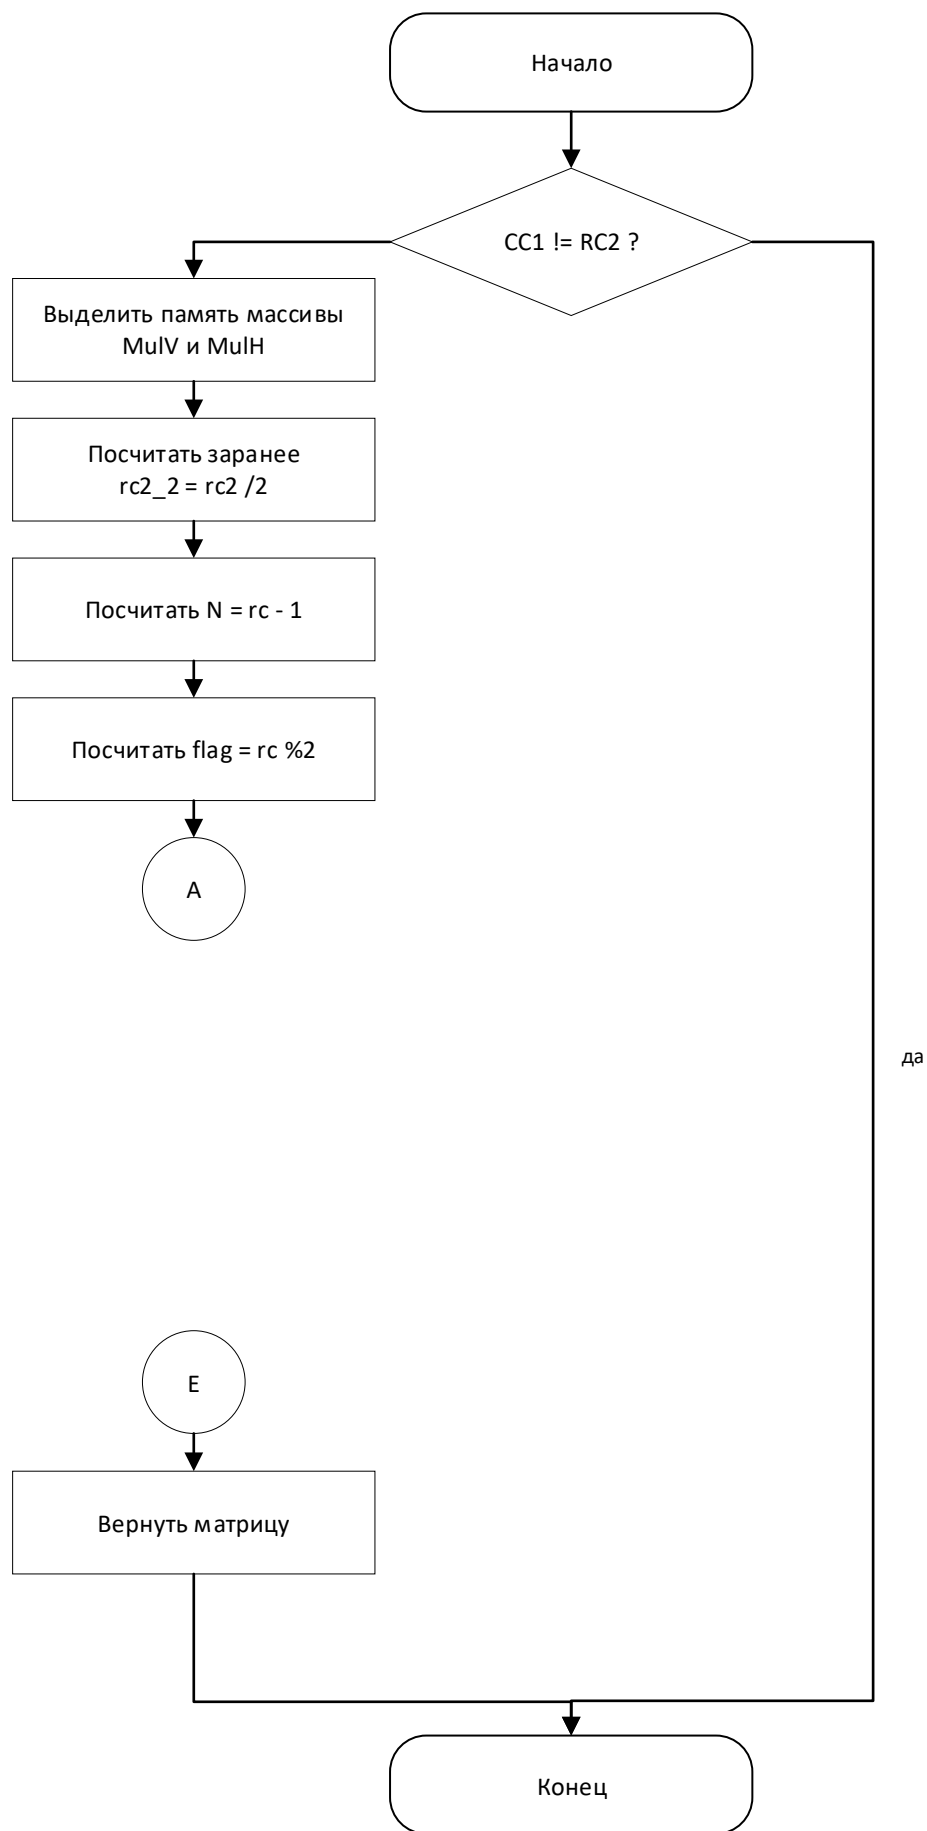 Начало
CC1 != RC2 ?
Выделить память массивы
MulV и MulH
Посчитать заранее
rc2_2 = rc2 /2
Посчитать N = rc - 1
Посчитать flag = rc %2
A
да
E
Вернуть матрицу
Конец